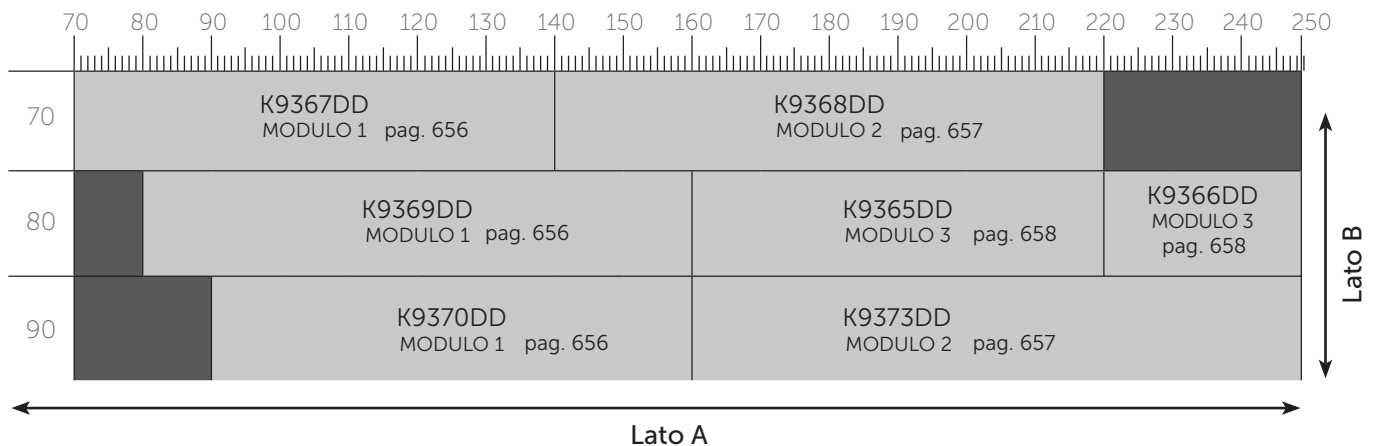 70 80 90 100 110 120 130 140 150 160 170 180 190 200 210 220 230 240 250
70
K9367DD
MODULO 1 pag. 656
K9368DD
MODULO 2 pag. 657
80
K9369DD
MODULO 1 pag. 656
K9365DD
MODULO 3 pag. 658
K9366DD
MODULO 3
pag. 658
90
K9370DD
MODULO 1 pag. 656
K9373DD
MODULO 2 pag. 657
Lato B
Lato A